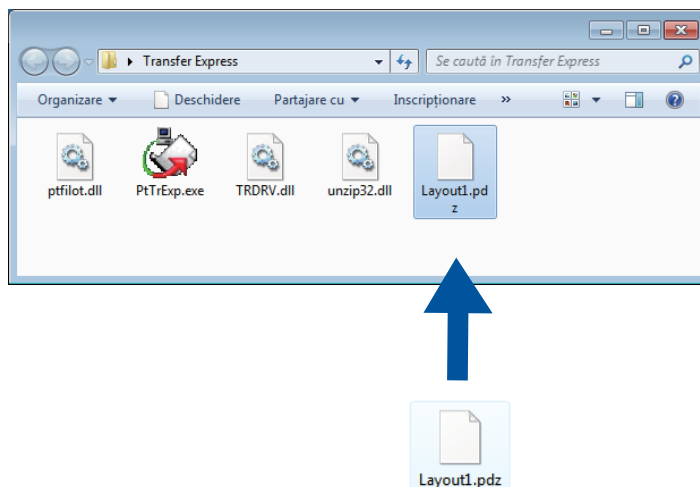 Transfer Express
Se caută în Transfer Express
Organizare
Deschidere
Partajare cu
Inscripționare
»
ptfilot.dll
PtTrExp.exe
TRDRV.dll
unzip32.dll
Layout1.pd
z
Layout1.pdz